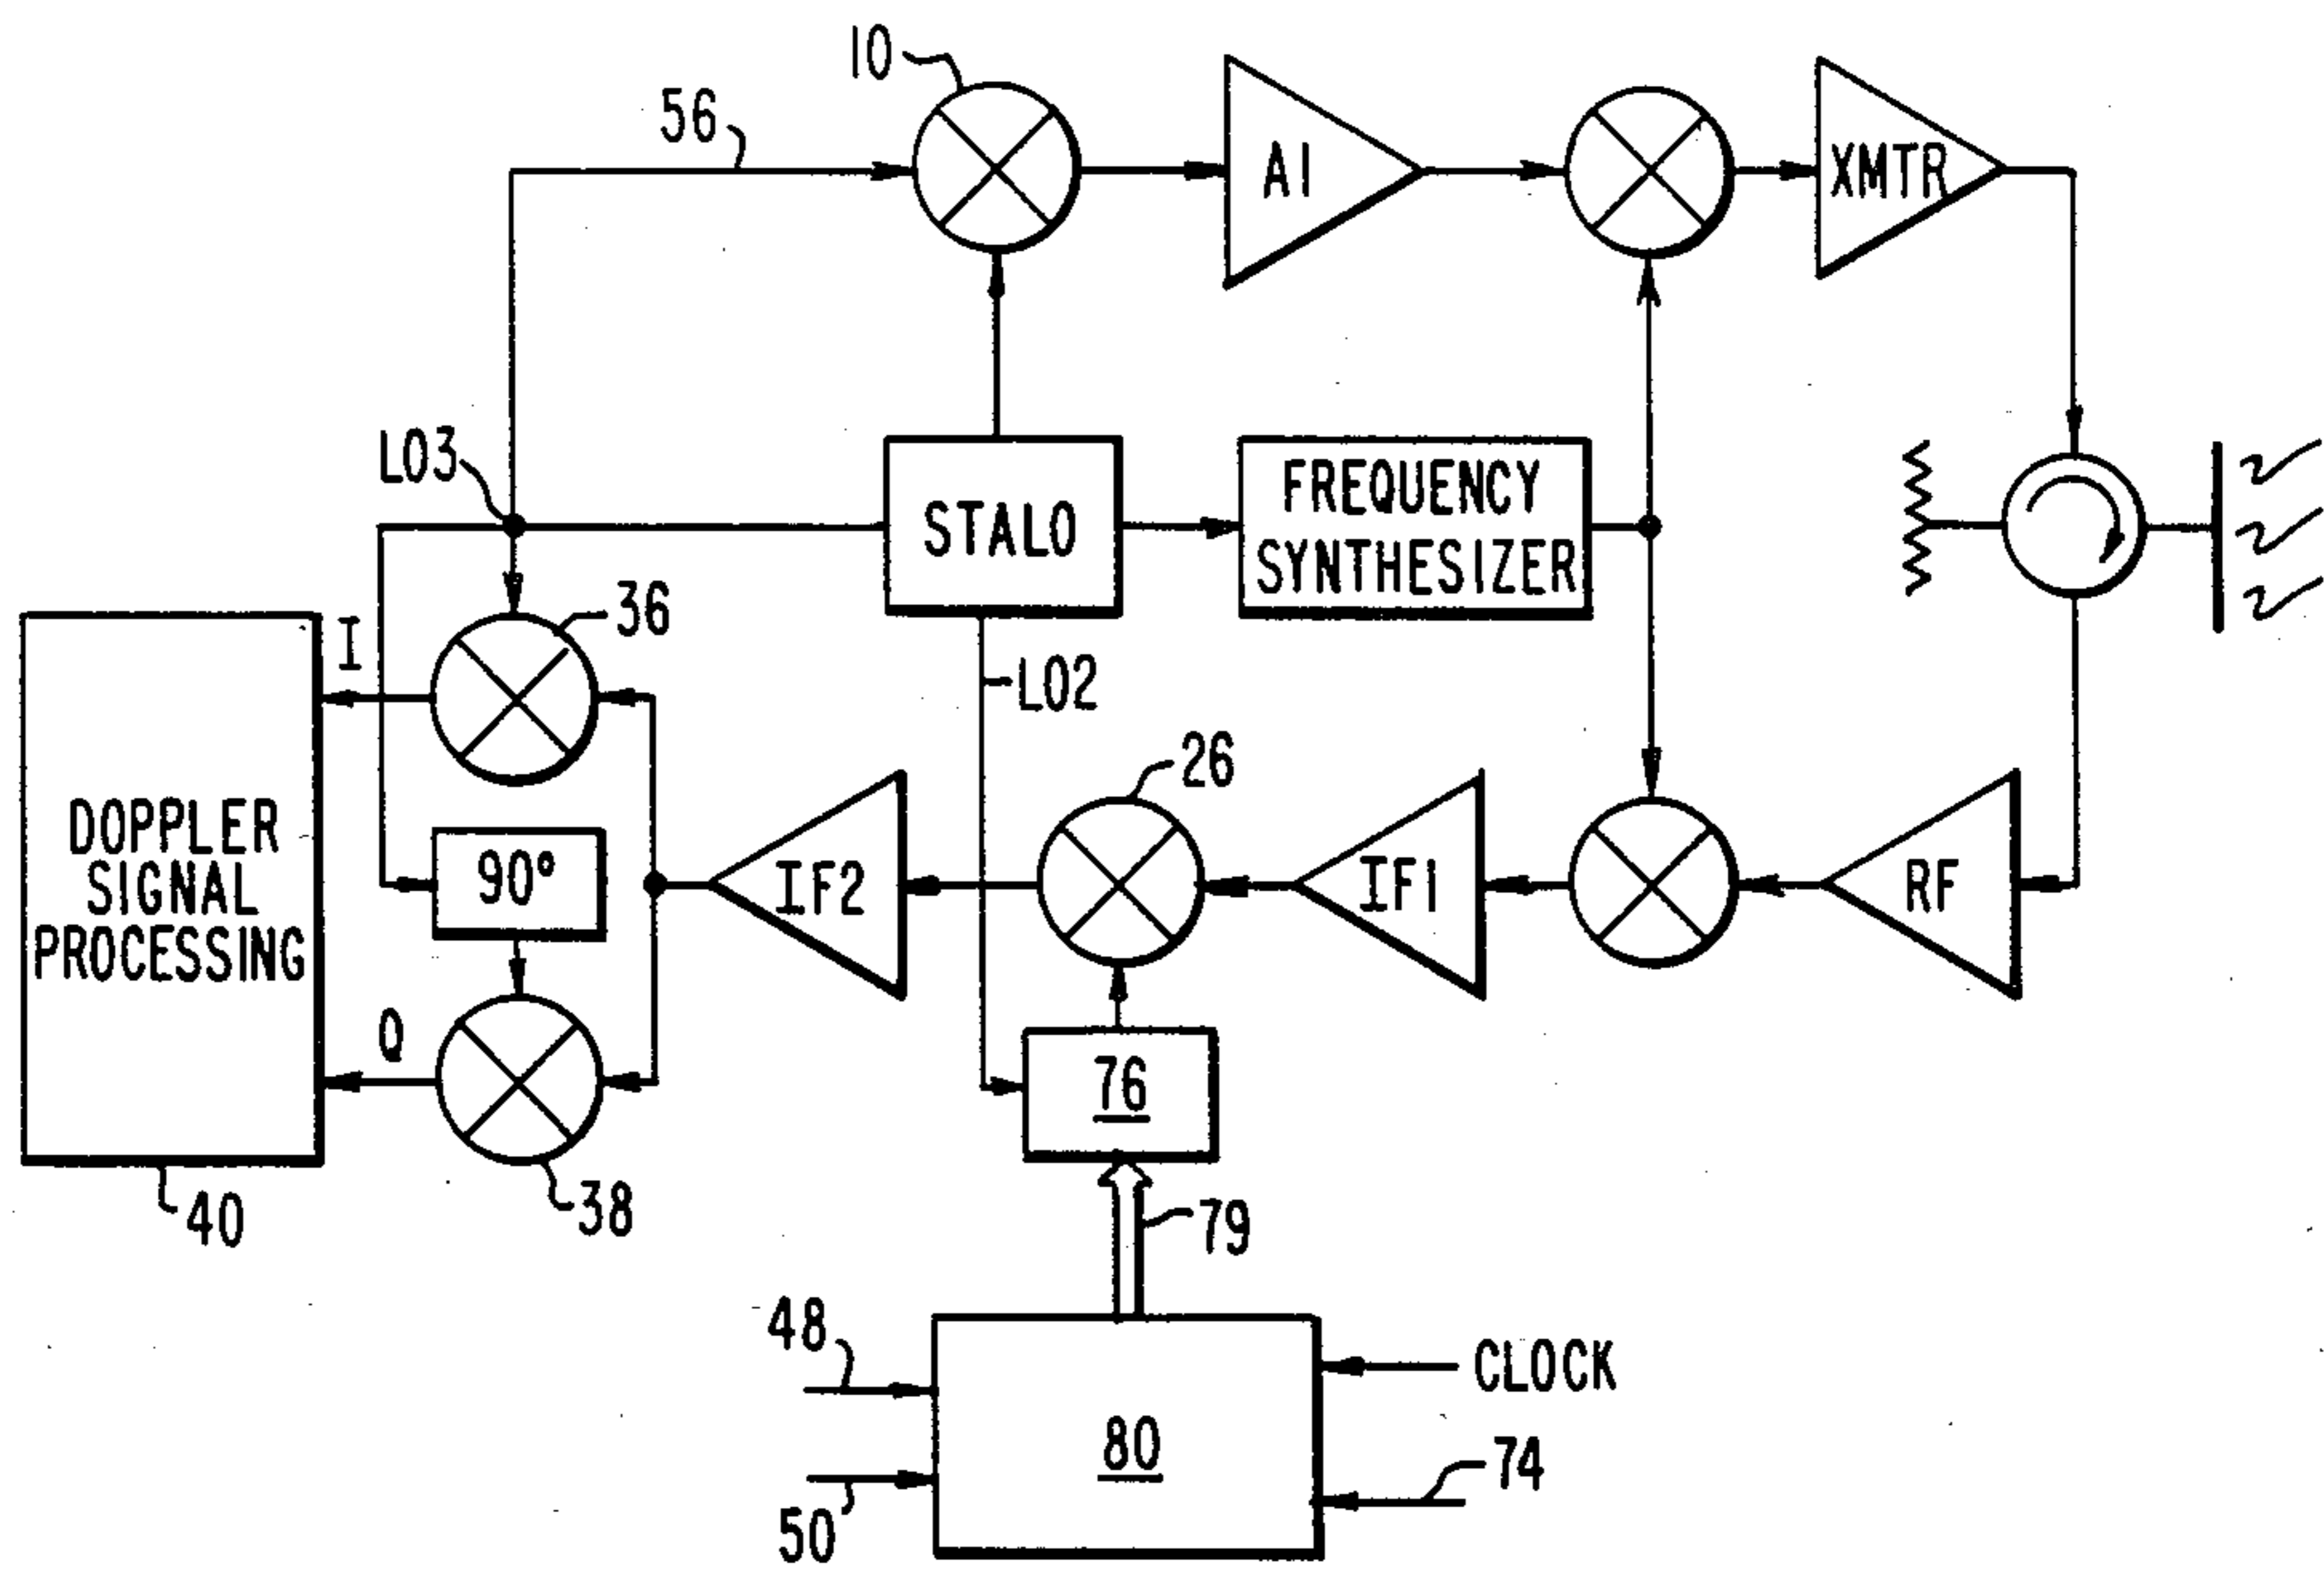 10
56
A1
XMTR
LO3
STALO
FREQUENCY
SYNTHESIZER
36
I
LO2
26
DOPPLER
SIGNAL
PROCESSING
90°
IF2
IF1
RF
Q
76
40
38
79
48
CLOCK
80
74
50